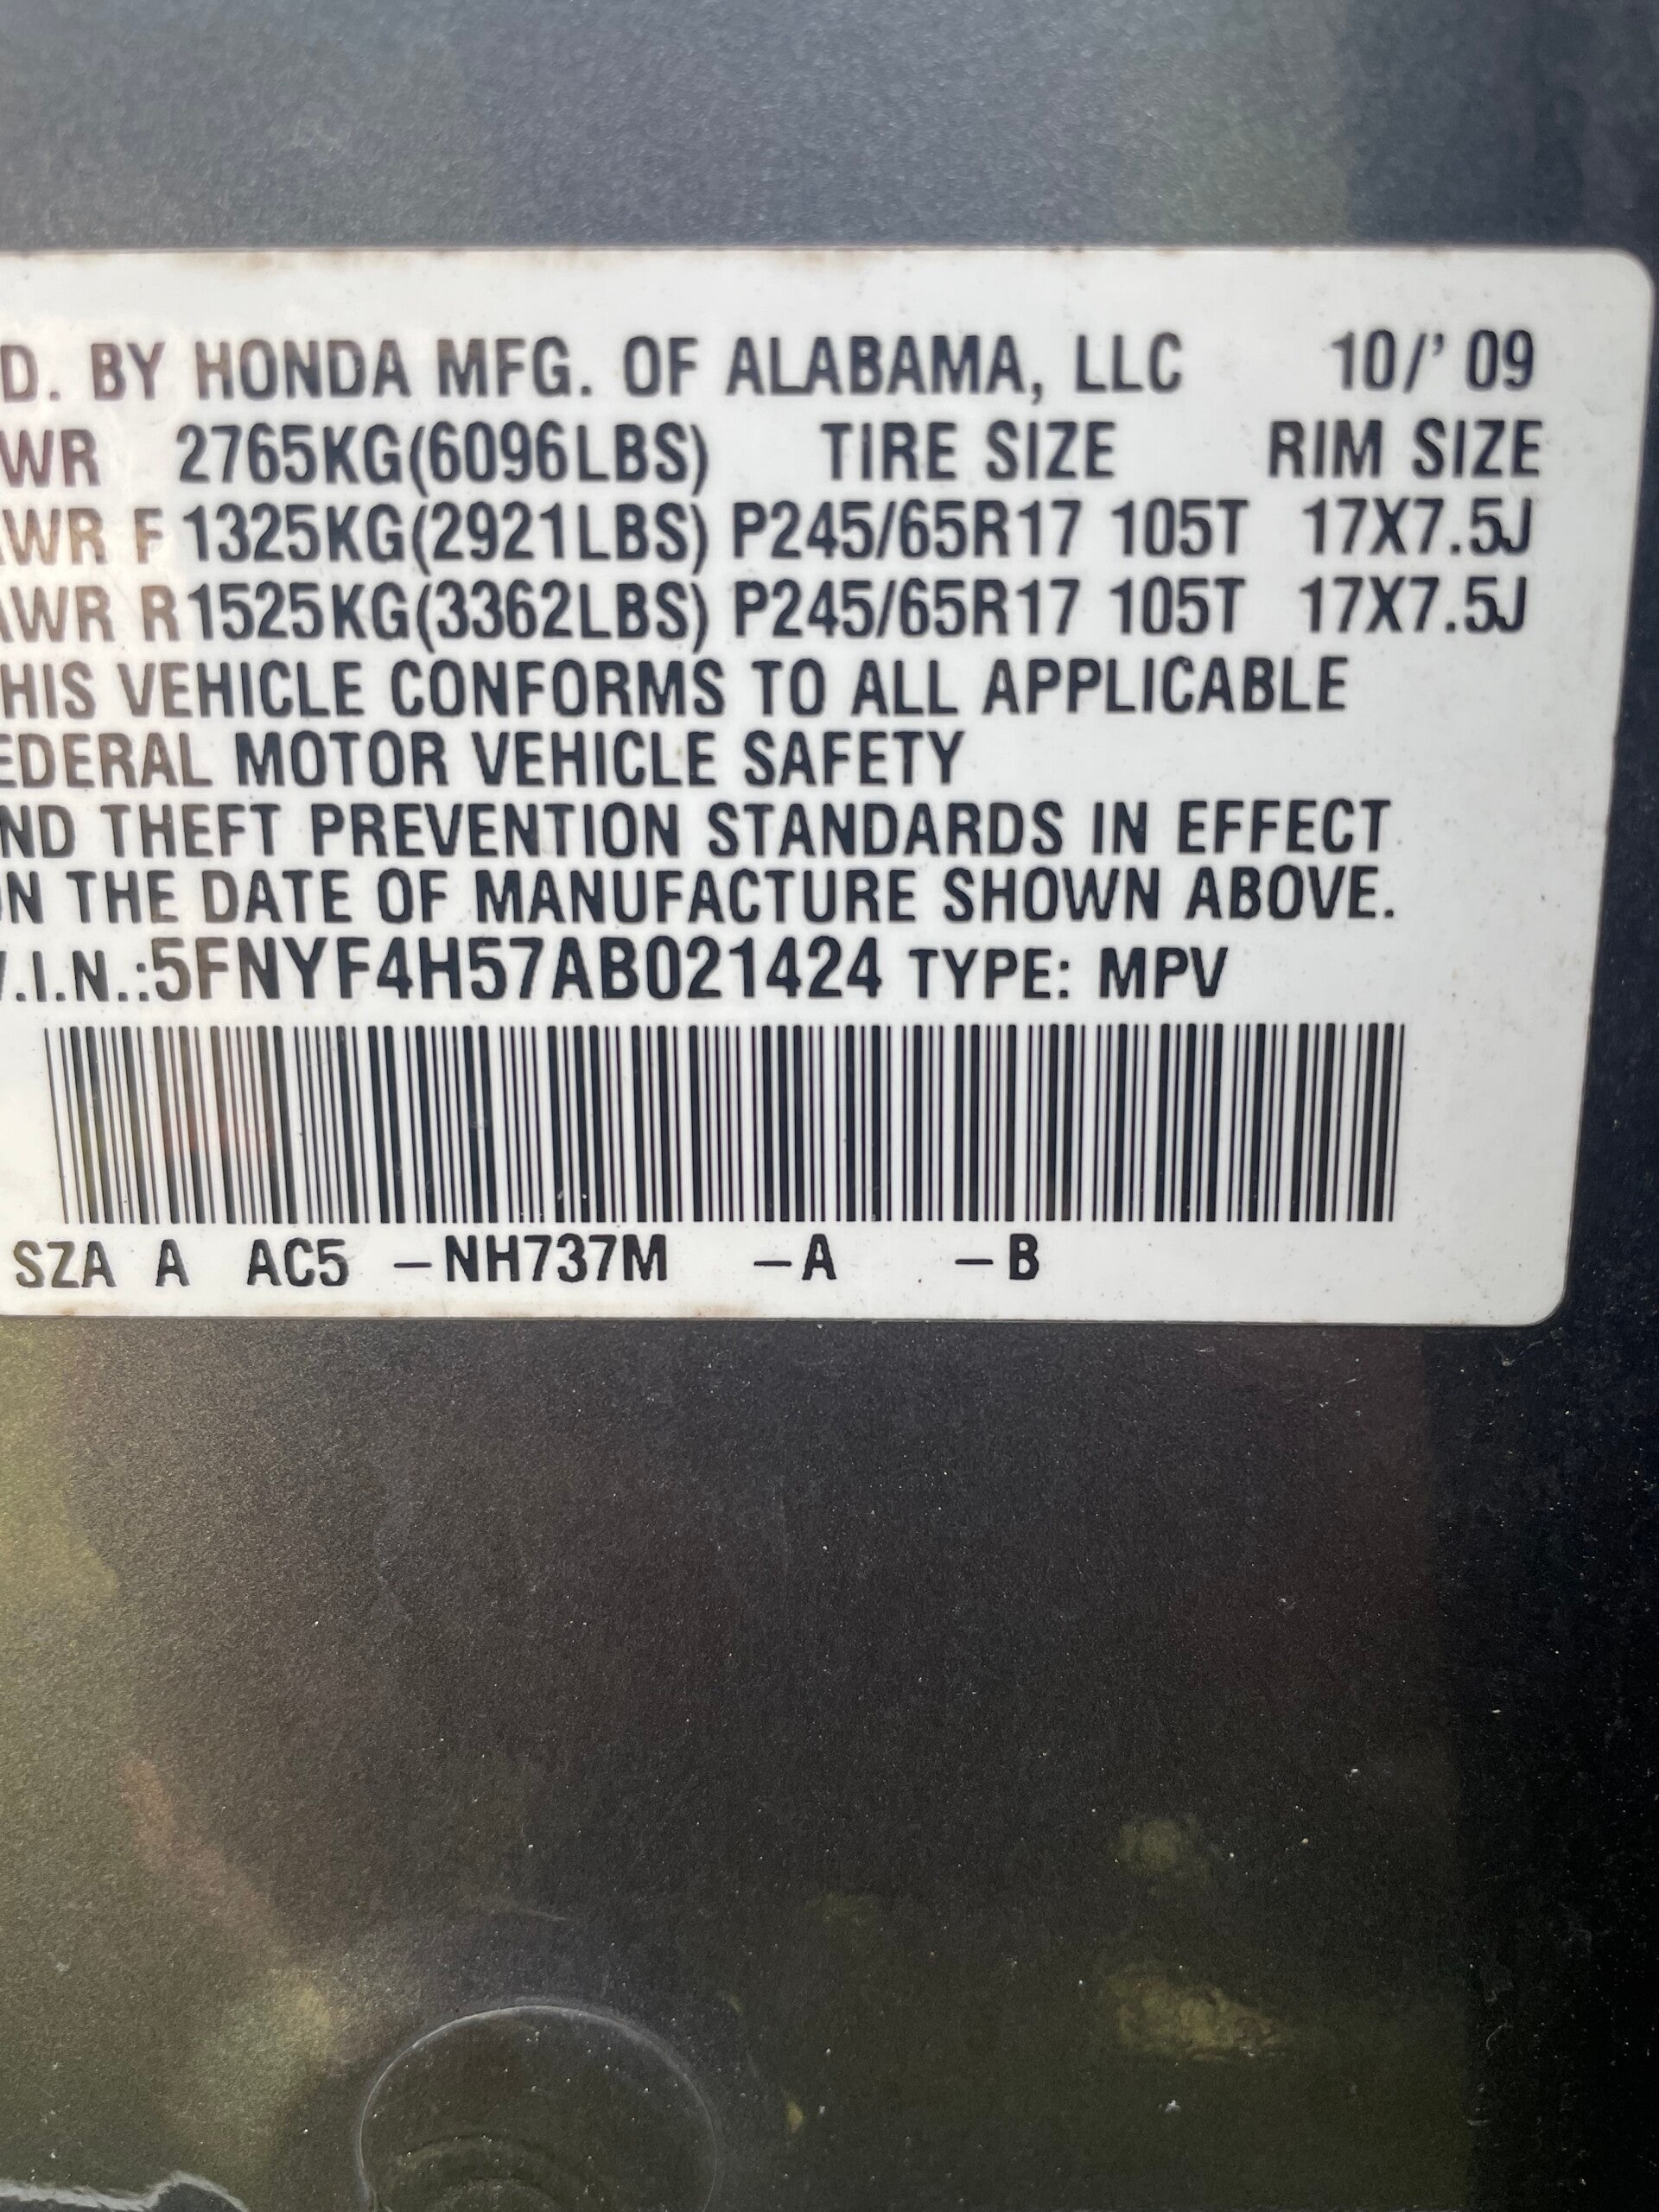 D. BY HONDA MFG. OF ALABAMA, LLC 10/'09
WR 2765KG(6096LBS) TIRE SIZE RIM SIZE
AWR F 1325KG(2921LBS) P245/65R17 105T 17X7.5J
AWR R 1525KG(3362LBS) P245/65R17 105T 17X7.5J
HIS VEHICLE CONFORMS TO ALL APPLICABLE
EDERAL MOTOR VEHICLE SAFETY
ND THEFT PREVENTION STANDARDS IN EFFECT
ON THE DATE OF MANUFACTURE SHOWN ABOVE.
V.I.N.:5FNYF4H57AB021424 TYPE: MPV
SZA A AC5 –NH737M –A –B